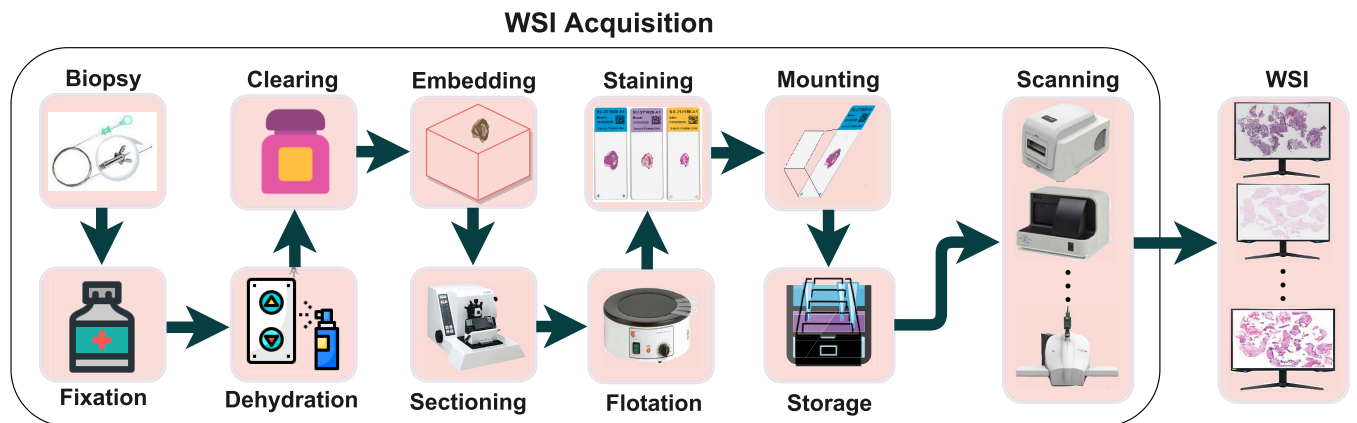 WSI Acquisition
Biopsy
Clearing
Embedding
Staining
Mounting
Scanning
WSI
Fixation
Dehydration
Sectioning
Flotation
Storage